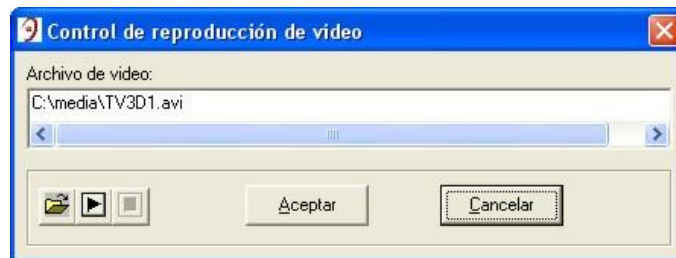 Control de reproducción de video
Archivo de video:
C:\media\TV3D1.avi
Aceptar
Cancelar